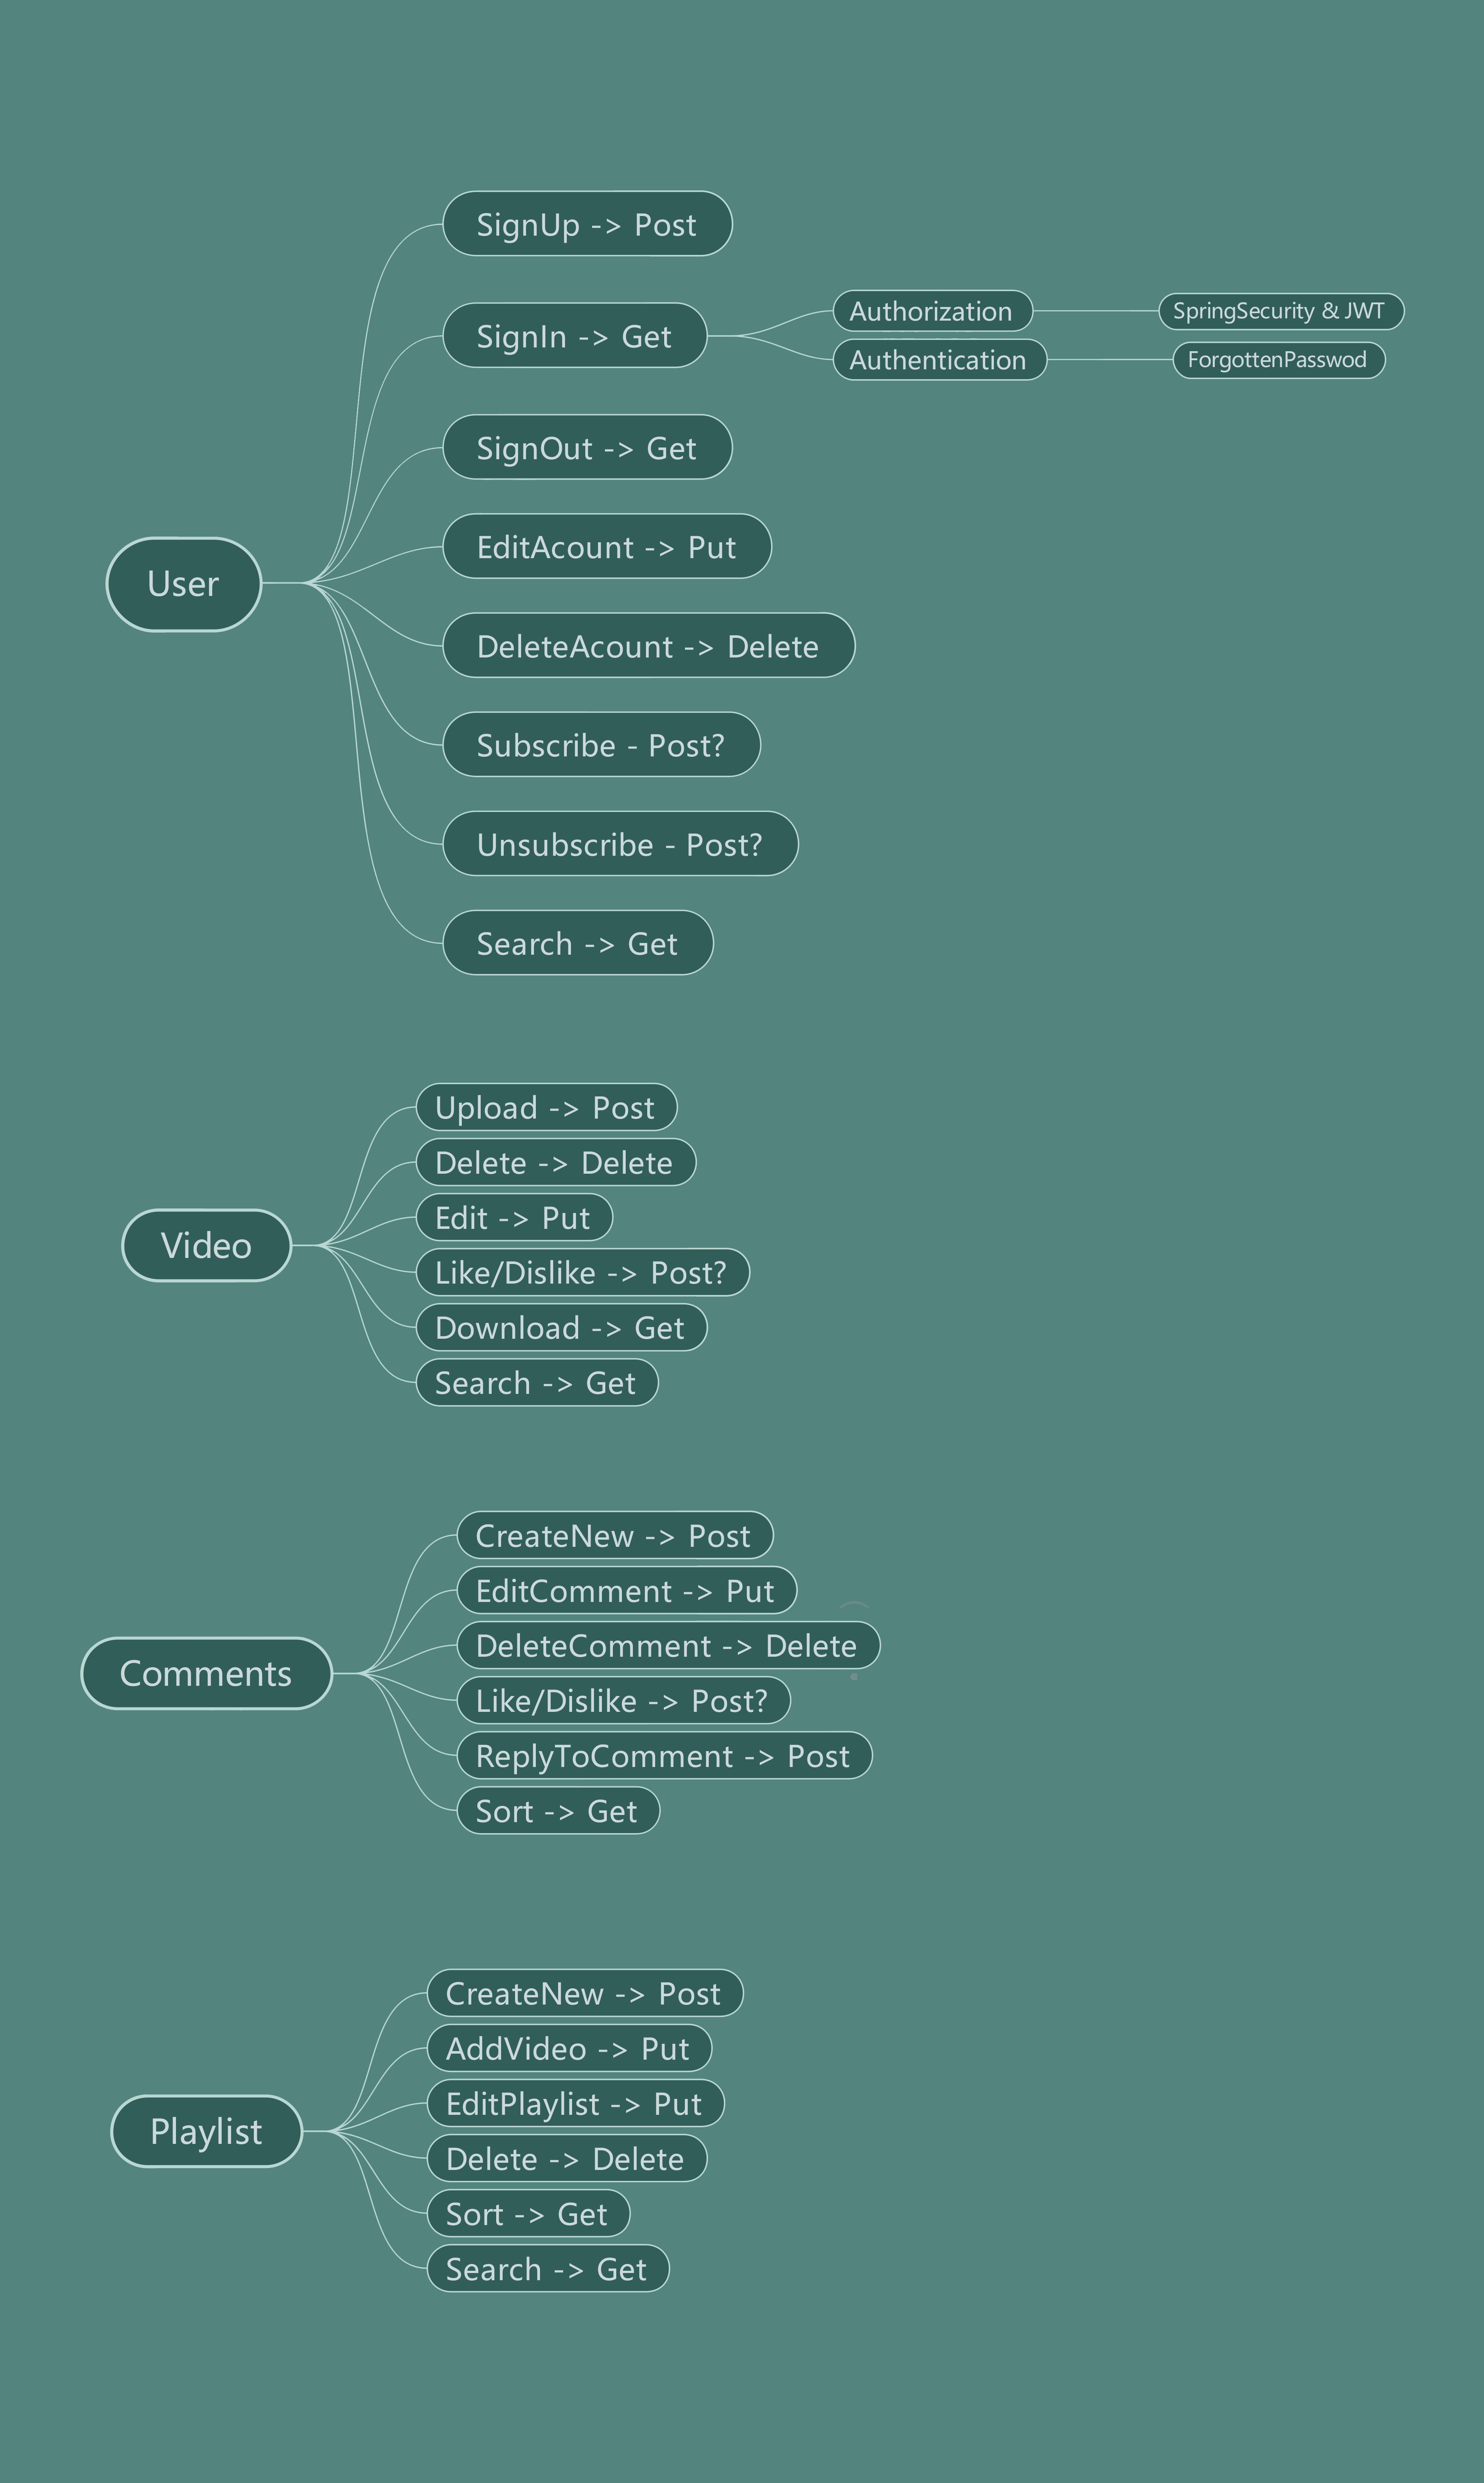 User
SignUp -> Post
SignIn -> Get
Authorization
SpringSecurity & JWT
Authentication
ForgottenPasswod
SignOut -> Get
EditAcount -> Put
DeleteAcount -> Delete
Subscribe - Post?
Unsubscribe - Post?
Search -> Get
Video
Upload -> Post
Delete -> Delete
Edit -> Put
Like/Dislike -> Post?
Download -> Get
Search -> Get
Comments
CreateNew -> Post
EditComment -> Put
DeleteComment -> Delete
Like/Dislike -> Post?
ReplyToComment -> Post
Sort -> Get
Playlist
CreateNew -> Post
AddVideo -> Put
EditPlaylist -> Put
Delete -> Delete
Sort -> Get
Search -> Get